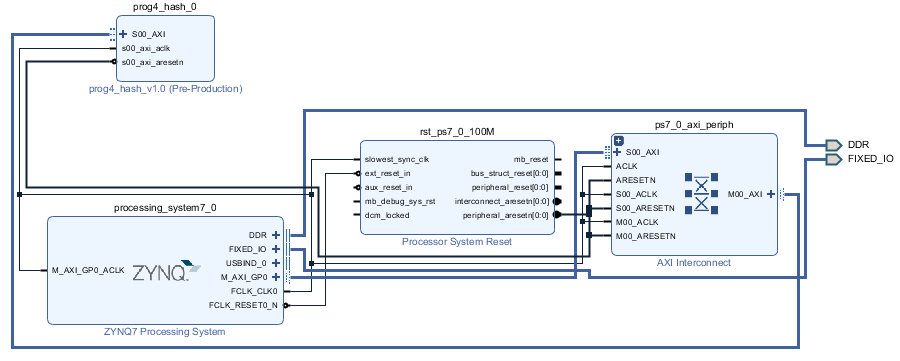 prog4_hash_0
S00_AXI
s00_axi_aclk
s00_axi_aresetn
prog4_hash_v1.0 (Pre-Production)
rst_ps7_0_100M
slowest_sync_clk
ext_reset_in
aux_reset_in
mb_debug_sys_rst
dcm_locked
mb_reset
bus_struct_reset[0:0]
peripheral_reset[0:0]
interconnect_aresetn[0:0]
peripheral_aresetn[0:0]
Processor System Reset
ps7_0_axi_periph
S00_AXI
ACLK
ARESETN
S00_ACLK
S00_ARESETN
M00_ACLK
M00_ARESETN
M00_AXI
AXI Interconnect
DDR
FIXED_IO
processing_system7_0
M_AXI_GP0_ACLK
ZYNQ
DDR
FIXED_IO
USBIND_0
M_AXI_GP0
FCLK_CLK0
FCLK_RESET0_N
ZYNQ7 Processing System